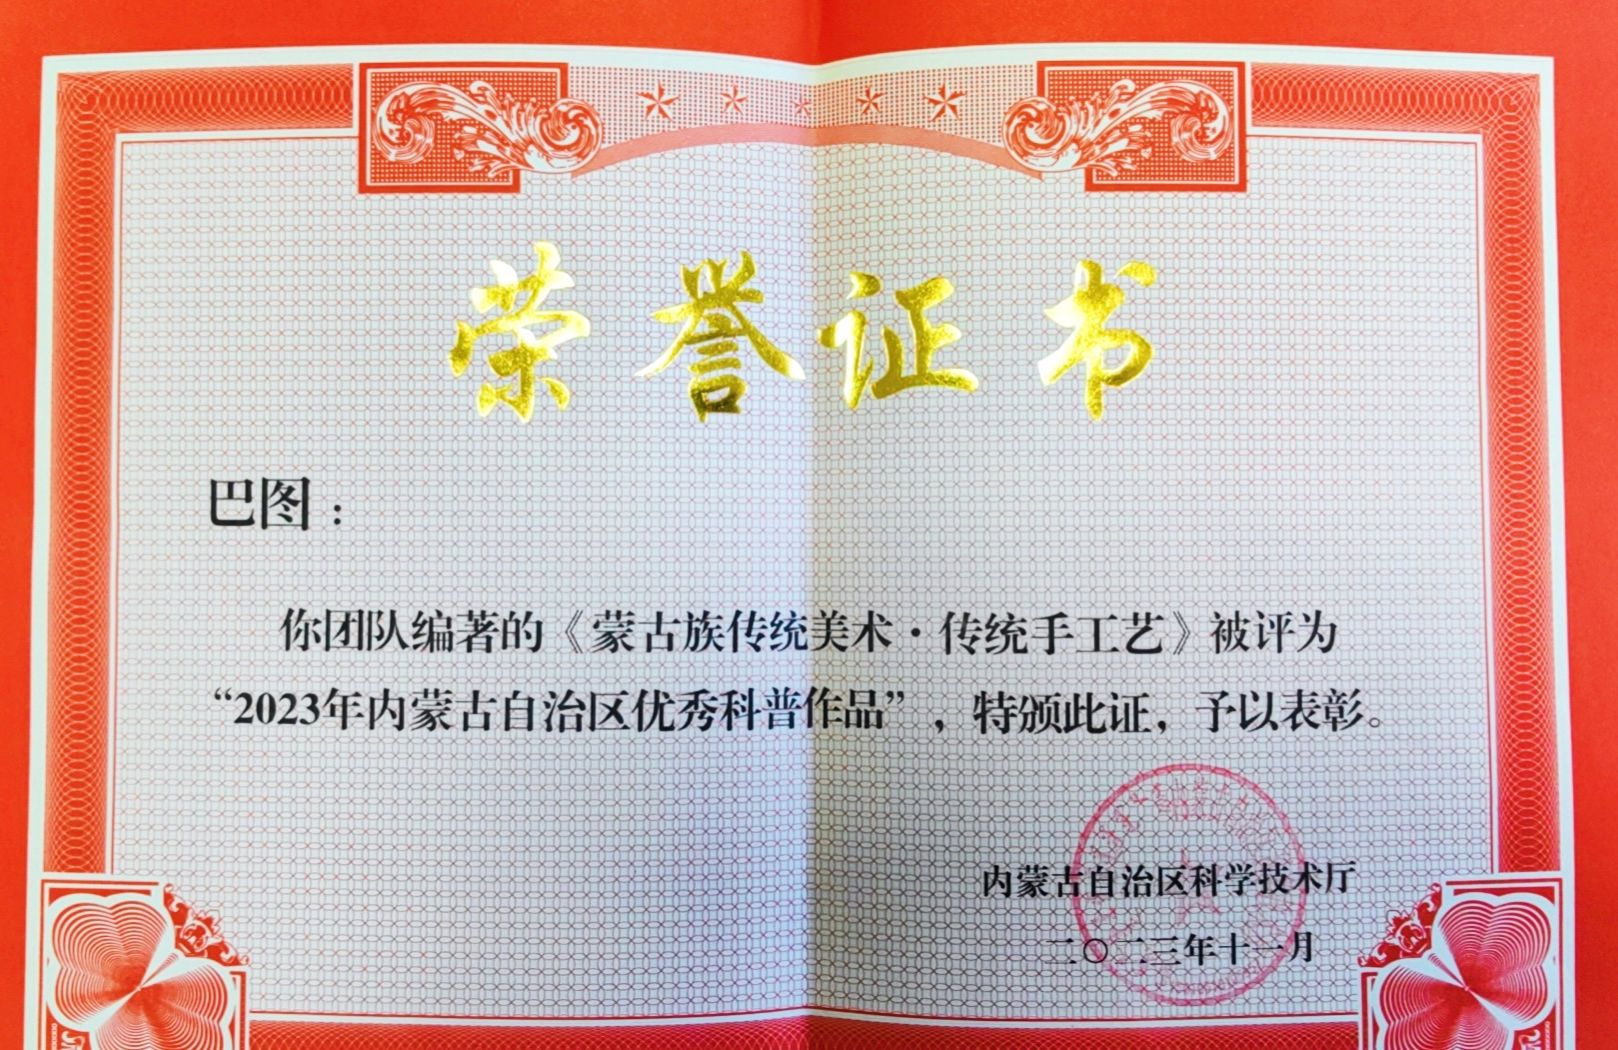 荣誉证书
巴图：
你团队编著的《蒙古族传统美术·传统手工艺》被评为
“2023年内蒙古自治区优秀科普作品”，特颁此证，予以表彰。
内蒙古自治区科学技术厅
二〇二三年十一月